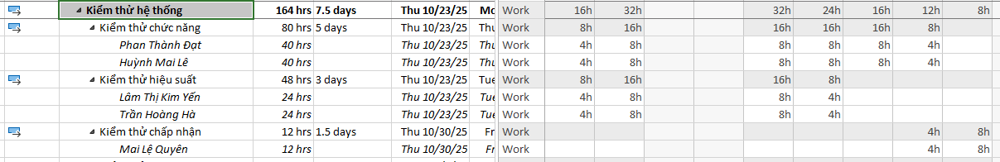 Kiểm thử hệ thống 164 hrs 7.5 days Thu 10/23/25 Mo Work 16h 32h 32h 24h 16h 12h 8h
Kiểm thử chức năng 80 hrs 5 days Thu 10/23/25 Thu Work 8h 16h 16h 16h 16h 8h
Phan Thành Đạt 40 hrs Thu 10/23/25 Thu Work 4h 8h 8h 8h 8h 4h
Huỳnh Mai Lê 40 hrs Thu 10/23/25 Thu Work 4h 8h 8h 8h 8h 4h
Kiểm thử hiệu suất 48 hrs 3 days Thu 10/23/25 Tue Work 8h 16h 16h 8h
Lâm Thị Kim Yến 24 hrs Thu 10/23/25 Tue Work 4h 8h 8h 4h
Trần Hoàng Hà 24 hrs Thu 10/23/25 Tue Work 4h 8h 8h 4h
Kiểm thử chấp nhận 12 hrs 1.5 days Thu 10/30/25 Fr Work 4h 8h
Mai Lệ Quyên 12 hrs Thu 10/30/25 Fr Work 4h 8h